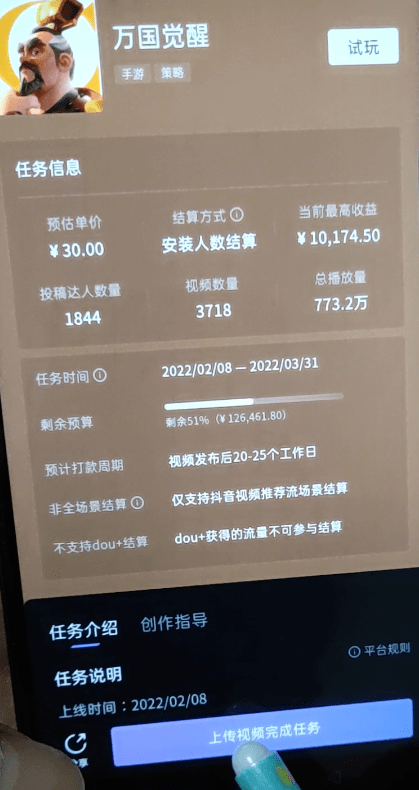 万国觉醒
试玩
手游 策略
任务信息
预估单价 结算方式 当前最高收益
¥30.00 安装人数结算 ¥10,174.50
投稿达人数量 视频数量 总播放量
1844 3718 773.2万
任务时间 2022/02/08 — 2022/03/31
剩余预算 剩余51%（¥126,461.80）
预计打款周期 视频发布后20-25个工作日
非全场景结算 仅支持抖音视频推荐流场景结算
不支持dou+结算 dou+获得的流量不可参与结算
任务介绍 创作指导
平台规则
任务说明
上线时间：2022/02/08
上传视频完成任务